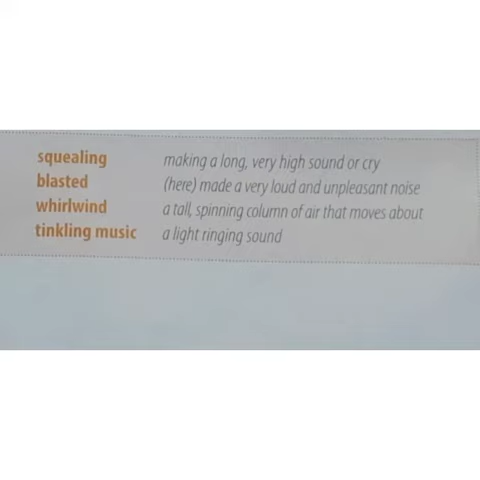 squealing making a long, very high sound or cry
blasted (here) made a very loud and unpleasant noise
whirlwind a tall, spinning column of air that moves about
tinkling music a light ringing sound